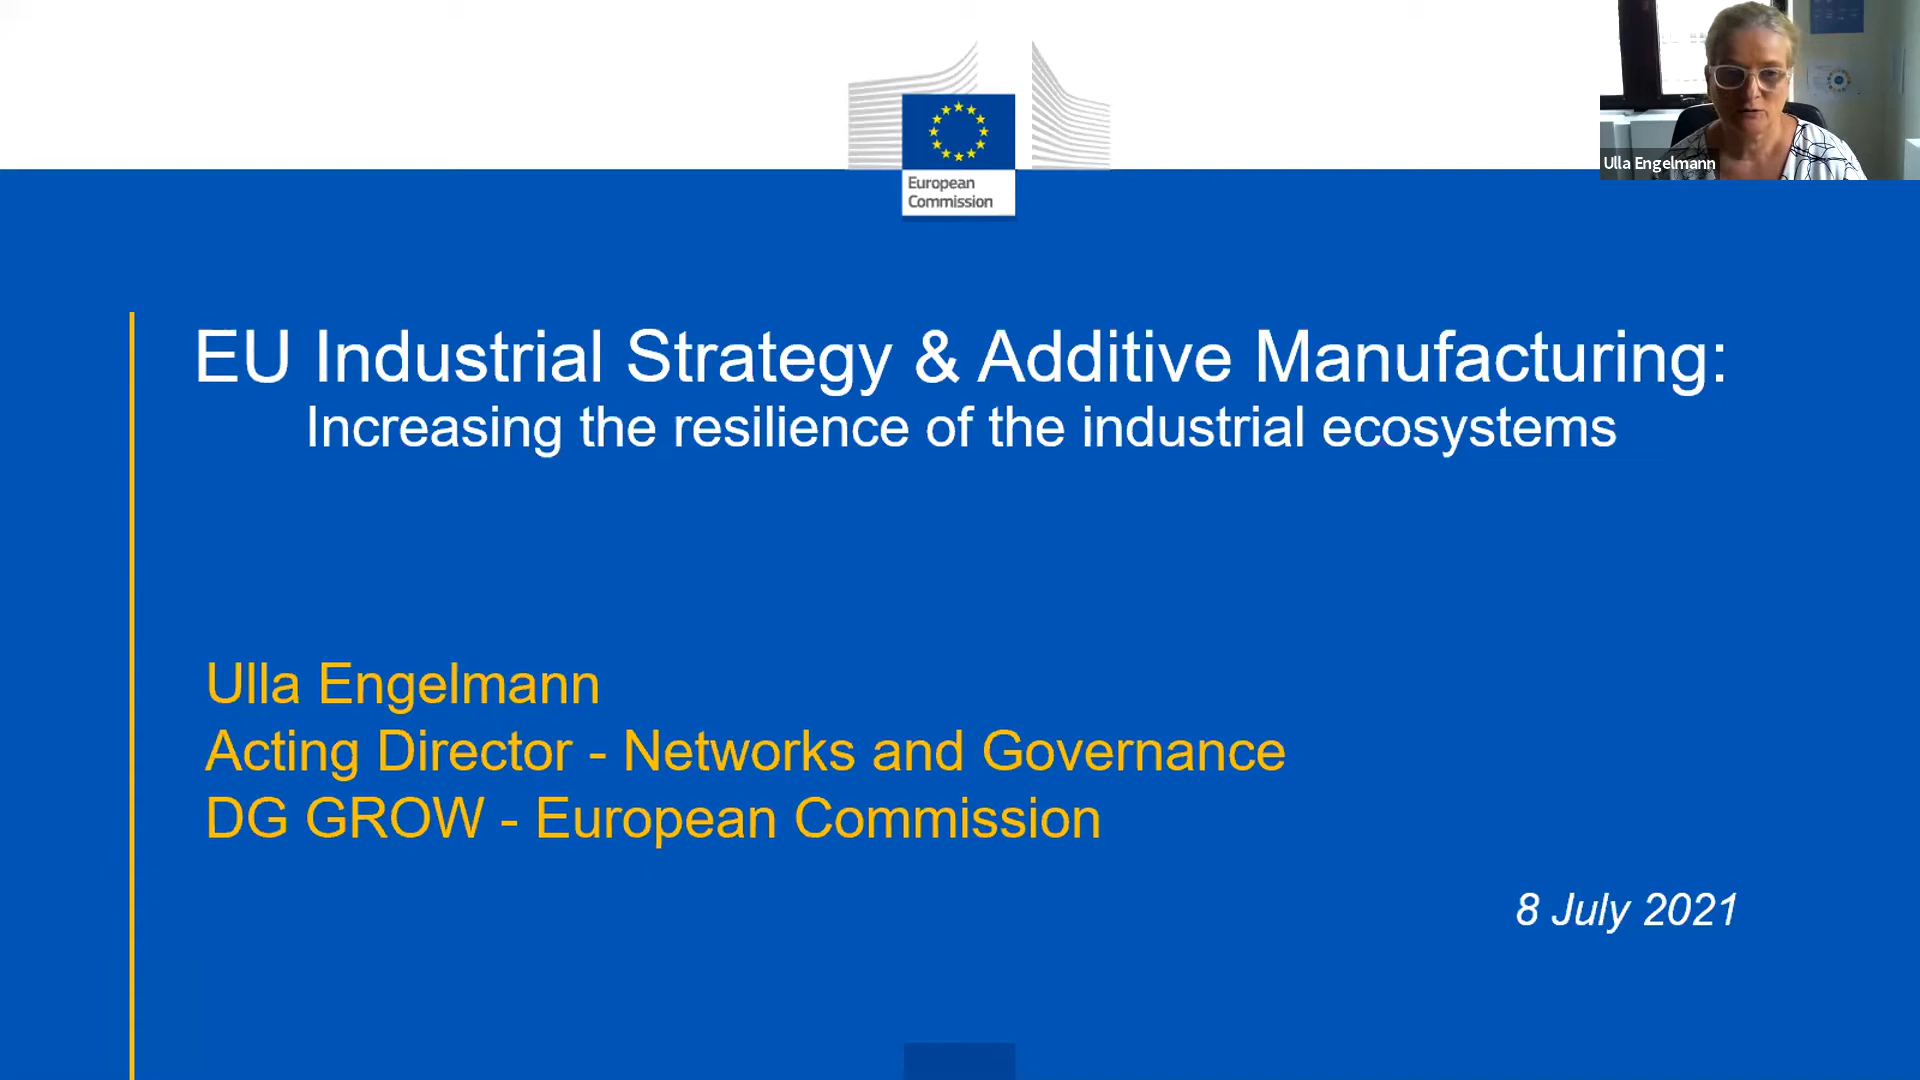 Ulla Engelmann
European
Commission
EU Industrial Strategy & Additive Manufacturing:
Increasing the resilience of the industrial ecosystems
Ulla Engelmann
Acting Director - Networks and Governance
DG GROW - European Commission
8 July 2021